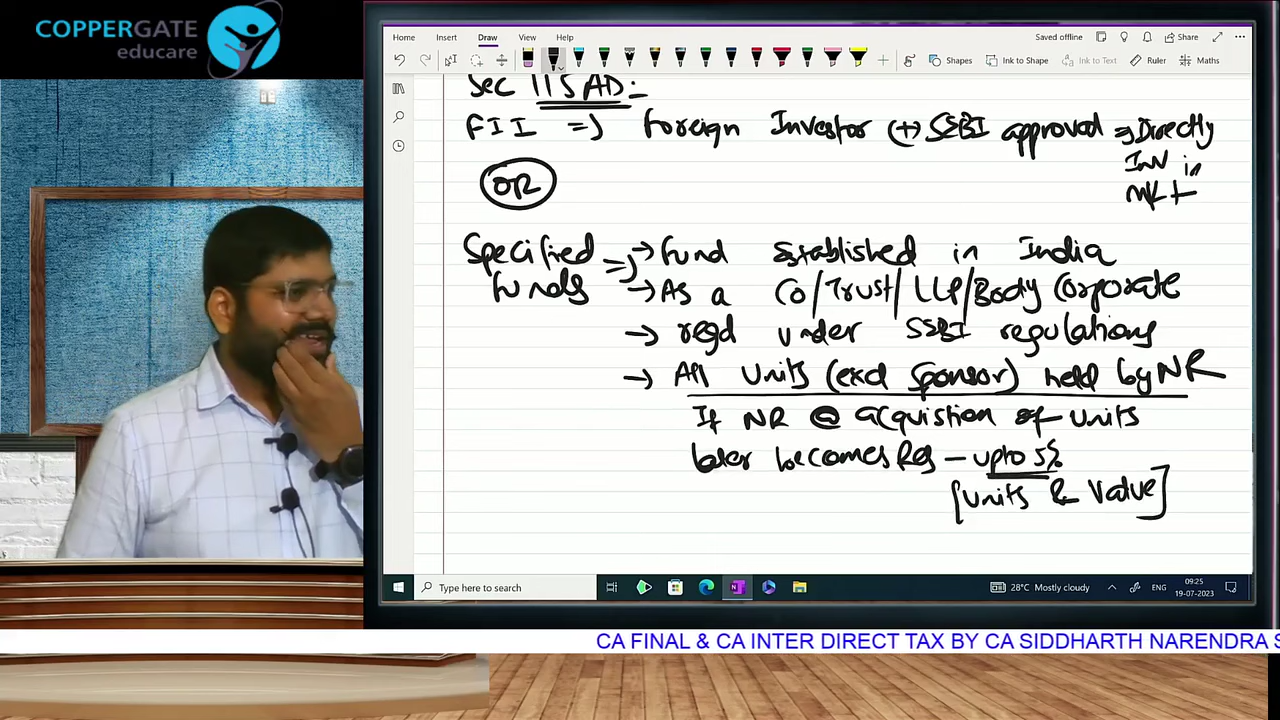 COPPERGATE
educare
Home Insert Draw View Help
Saved offline
Share
Shapes
Ink to Shape
Ink to Text
Ruler
Maths
Sec 115AD:-
FII => Foreign Investor (+) SEBI approved => Directly
Inv in
mkt
OR
Specified funds => → Fund established in India
→ As a Co/Trust/LLP/Body Corporate
→ regd under SEBI regulations
→ All Units (excl sponsor) held by NR
If NR @ acquistion of units
later becomes Res – upto 5%
[Units & Value]
Type here to search
28°C Mostly cloudy
ENG
09:25
19-07-2023
CA FINAL & CA INTER DIRECT TAX BY CA SIDDHARTH NARENDRA S